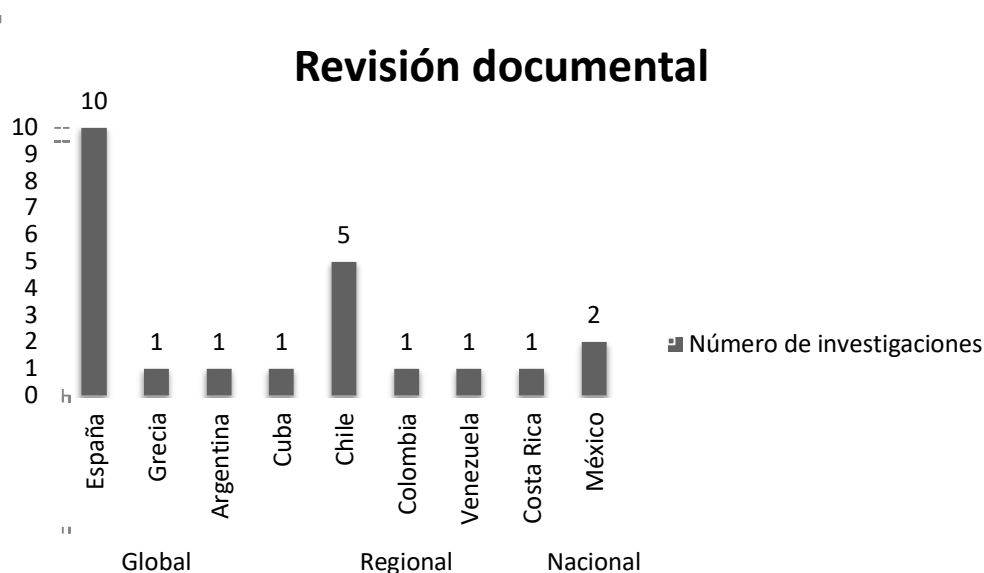 Revisión documental
10
10
9
8
7
6
5
4
3
2
1
0
1
1
1
5
1
1
1
2
España
Grecia
Argentina
Cuba
Chile
Colombia
Venezuela
Costa Rica
México
Global
Regional
Nacional
Número de investigaciones